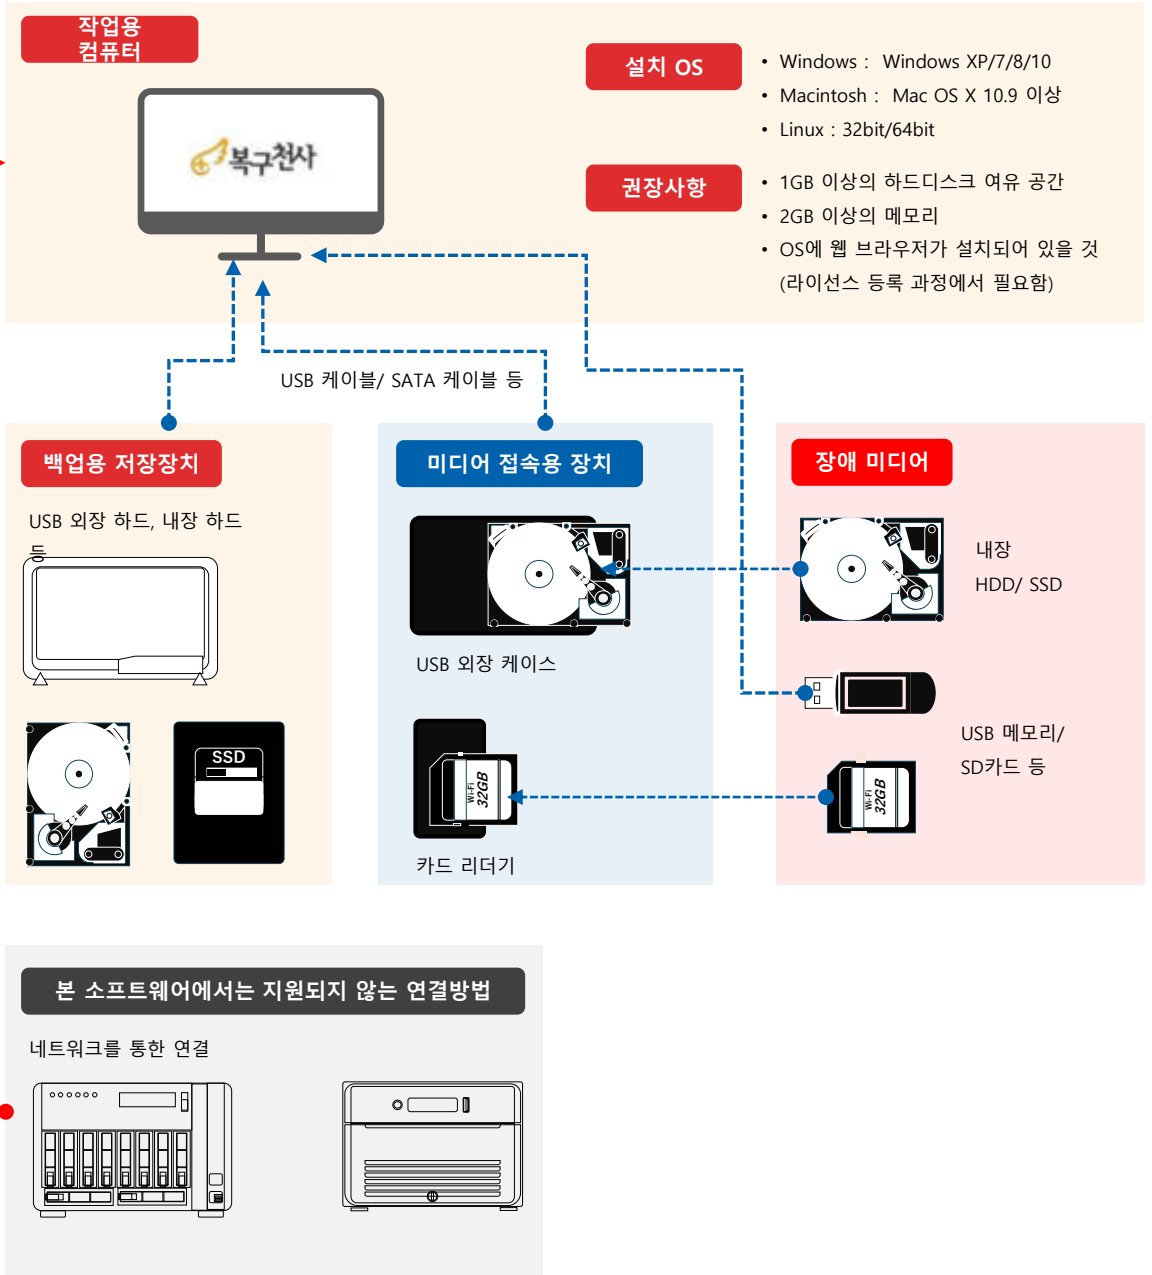 작업용
컴퓨터
복구천사
설치 OS
• Windows : Windows XP/7/8/10
• Macintosh : Mac OS X 10.9 이상
• Linux : 32bit/64bit
권장사항
• 1GB 이상의 하드디스크 여유 공간
• 2GB 이상의 메모리
• OS에 웹 브라우저가 설치되어 있을 것
(라이선스 등록 과정에서 필요함)
USB 케이블/ SATA 케이블 등
백업용 저장장치
USB 외장 하드, 내장 하드
등
SSD
미디어 접속용 장치
USB 외장 케이스
Wi-Fi
32GB
카드 리더기
장애 미디어
내장
HDD/ SSD
USB 메모리/
SD카드 등
Wi-Fi
32GB
본 소프트웨어에서는 지원되지 않는 연결방법
네트워크를 통한 연결